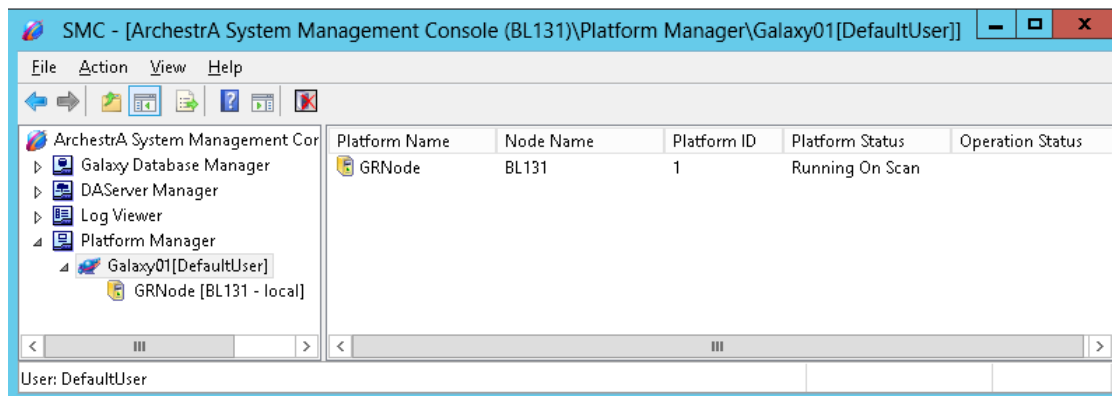 SMC - [ArchestrA System Management Console (BL131)\Platform Manager\Galaxy01[DefaultUser]]
File Action View Help
ArchestrA System Management Cor
Galaxy Database Manager
DAServer Manager
Log Viewer
Platform Manager
Galaxy01[DefaultUser]
GRNode [BL131 - local]
Platform Name Node Name Platform ID Platform Status Operation Status
GRNode BL131 1 Running On Scan
User: DefaultUser